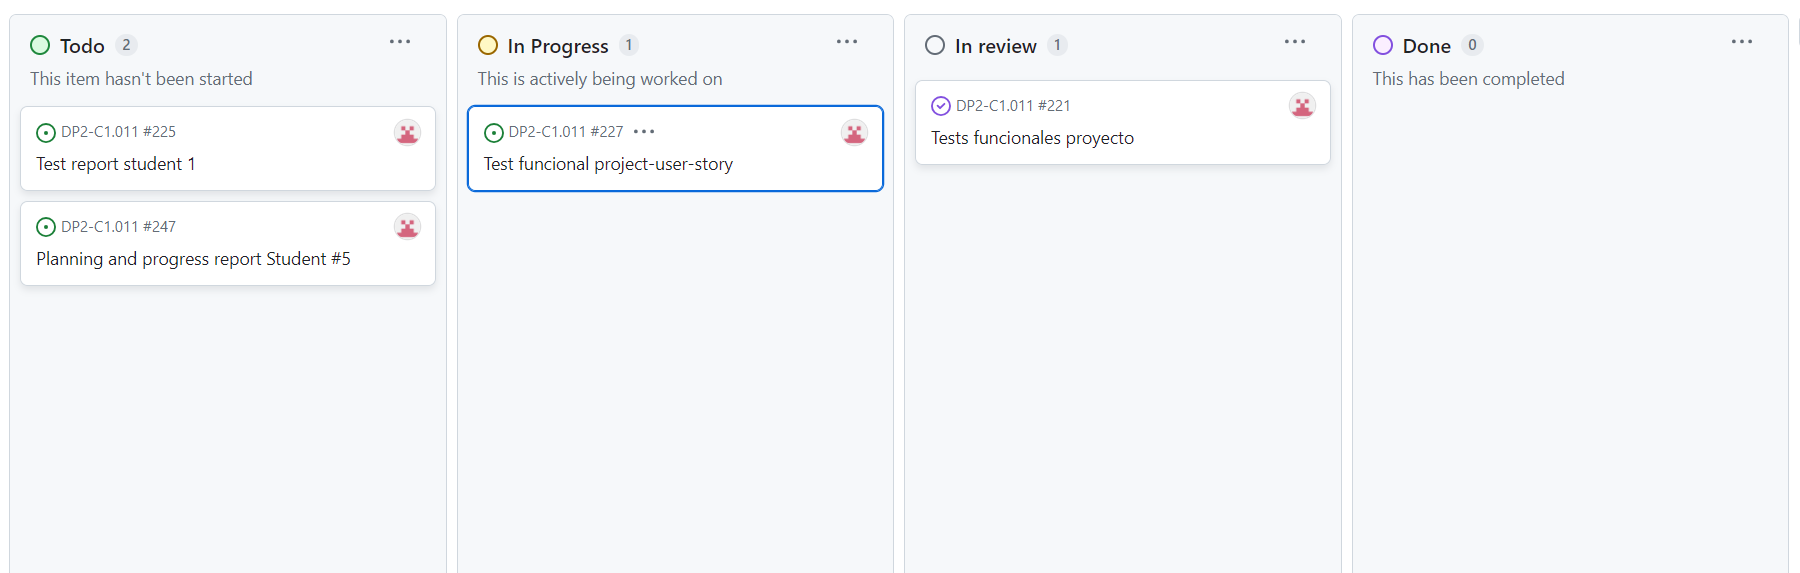 Todo 2
This item hasn't been started
DP2-C1.011 #225
Test report student 1
DP2-C1.011 #247
Planning and progress report Student #5
In Progress 1
This is actively being worked on
DP2-C1.011 #227
Test funcional project-user-story
In review 1
DP2-C1.011 #221
Tests funcionales proyecto
Done 0
This has been completed